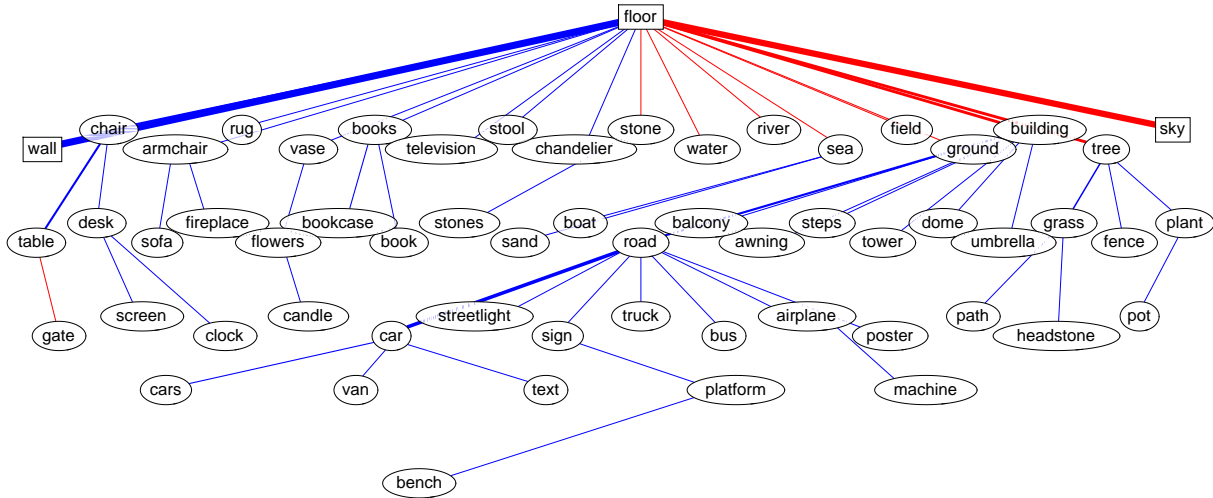 floor
chair
rug
books
stool
stone
river
field
building
sky
wall
armchair
vase
television
chandelier
water
sea
ground
tree
desk
fireplace
bookcase
stones
boat
balcony
steps
dome
grass
plant
table
sofa
flowers
book
sand
road
awning
tower
umbrella
fence
screen
candle
streetlight
truck
airplane
path
pot
gate
clock
car
sign
bus
poster
headstone
cars
van
text
platform
machine
bench